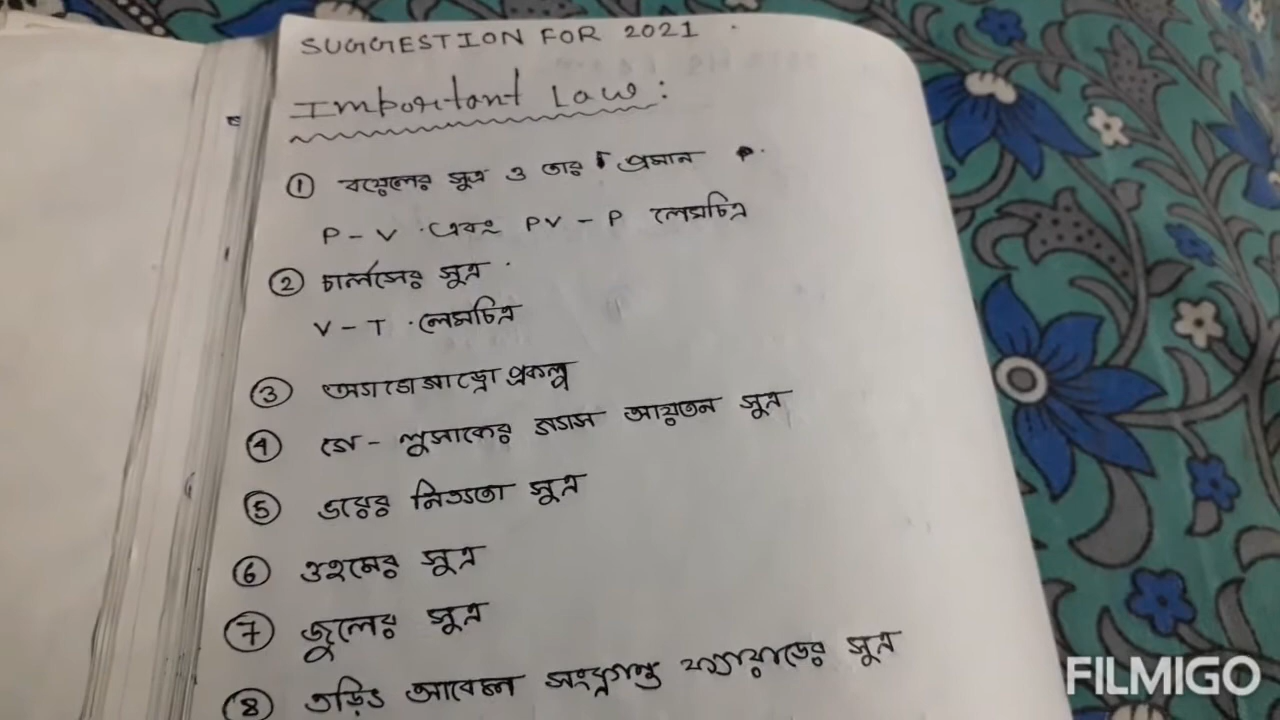 SUGGESTION FOR 2021
Important Law:
① বয়েলের সূত্র ও তার প্রমান
P - V এবং PV - P লেখচিত্র
② চার্লসের সূত্র
V - T লেখচিত্র
③ অ্যাভোগাড্রো প্রকল্প
④ গে - লুসাকের গ্যাস আয়তন সূত্র
⑤ ভরের নিত্যতা সূত্র
⑥ ওহমের সূত্র
⑦ জুলের সূত্র
⑧ তড়িৎ আবেশ সংক্রান্ত ফ্যারাডের সূত্র
FILMIGO